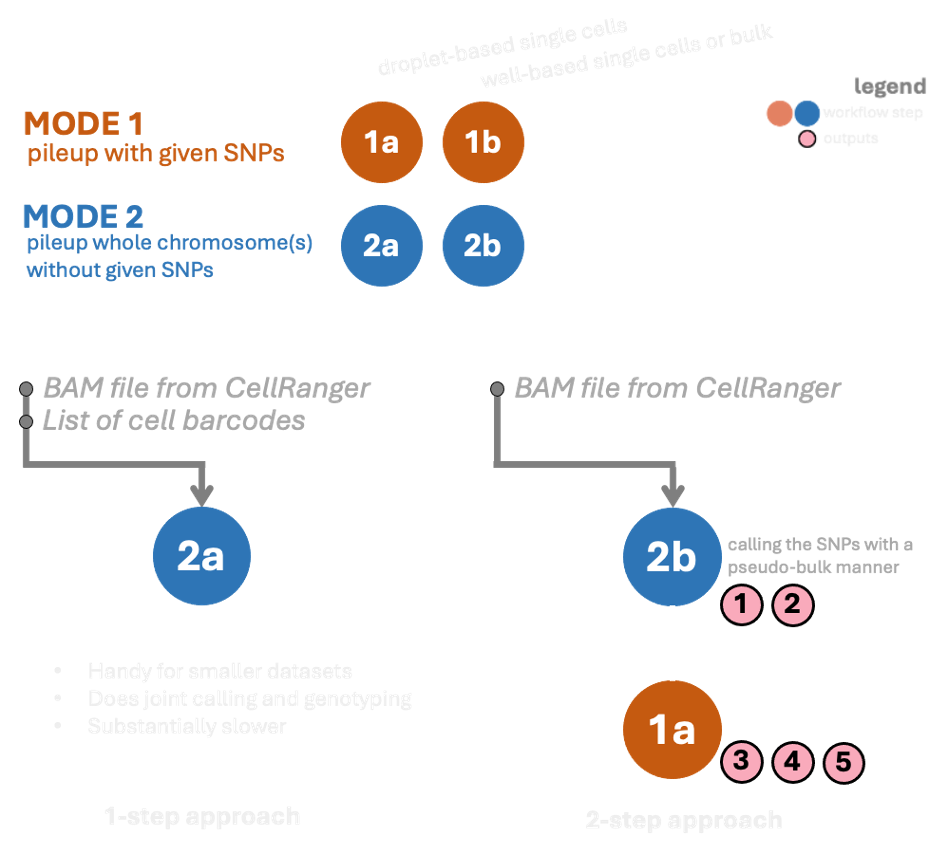 droplet-based single cells
well-based single cells or bulk
legend
workflow step
outputs
MODE 1
pileup with given SNPs
1a
1b
MODE 2
pileup whole chromosome(s)
without given SNPs
2a
2b
BAM file from CellRanger
List of cell barcodes
2a
• Handy for smaller datasets
• Does joint calling and genotyping
• Substantially slower
1-step approach
BAM file from CellRanger
2b
calling the SNPs with a
pseudo-bulk manner
1 2
1a
3 4 5
2-step approach